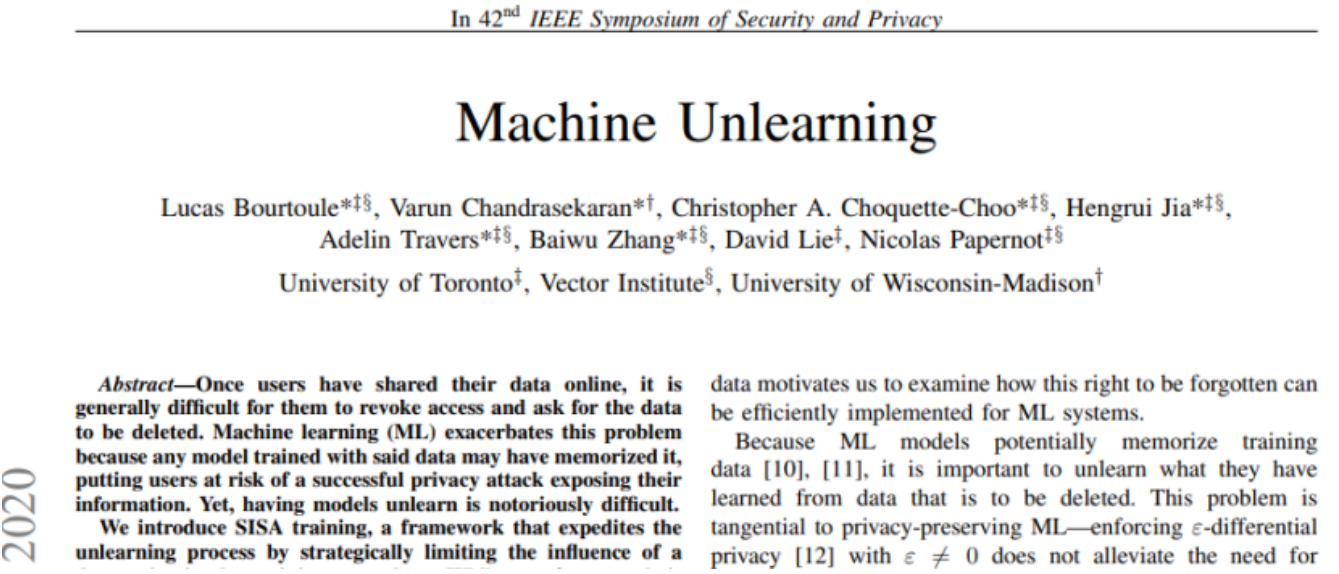 In 42nd IEEE Symposium of Security and Privacy
Machine Unlearning
Lucas Bourtoule*‡§, Varun Chandrasekaran*†, Christopher A. Choquette-Choo*‡§, Hengrui Jia*‡§,
Adelin Travers*‡§, Baiwu Zhang*‡§, David Lie‡, Nicolas Papernot‡§
University of Toronto‡, Vector Institute§, University of Wisconsin-Madison†
Abstract—Once users have shared their data online, it is
generally difficult for them to revoke access and ask for the data
to be deleted. Machine learning (ML) exacerbates this problem
because any model trained with said data may have memorized it,
putting users at risk of a successful privacy attack exposing their
information. Yet, having models unlearn is notoriously difficult.
We introduce SISA training, a framework that expedites the
unlearning process by strategically limiting the influence of a
data motivates us to examine how this right to be forgotten can
be efficiently implemented for ML systems.
Because ML models potentially memorize training
data [10], [11], it is important to unlearn what they have
learned from data that is to be deleted. This problem is
tangential to privacy-preserving ML—enforcing ε-differential
privacy [12] with ε ≠ 0 does not alleviate the need for
2020